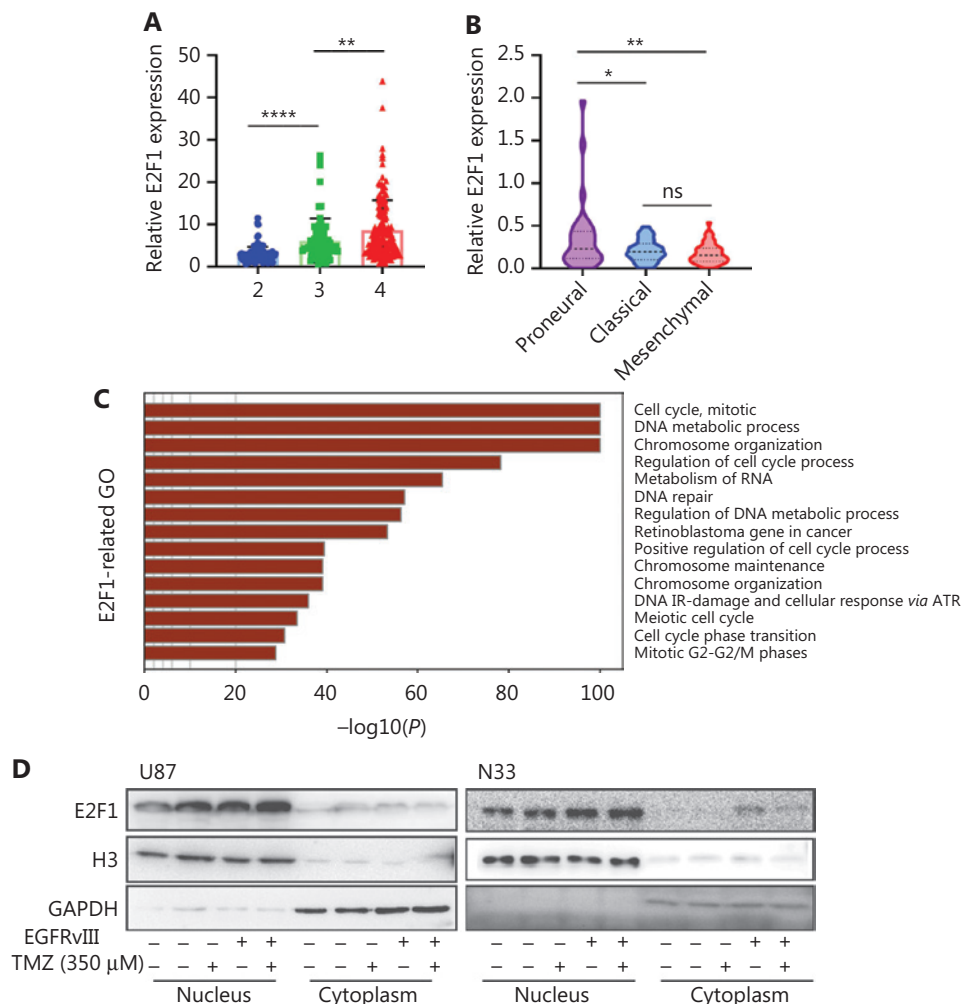 A
Relative E2F1 expression
50
40
30
20
10
0
****
**
2 3 4
B
Relative E2F1 expression
2.5
2.0
1.5
1.0
0.5
0.0
**
*
ns
Proneural
Classical
Mesenchymal
C
E2F1-related GO
Cell cycle, mitotic
DNA metabolic process
Chromosome organization
Regulation of cell cycle process
Metabolism of RNA
DNA repair
Regulation of DNA metabolic process
Retinoblastoma gene in cancer
Positive regulation of cell cycle process
Chromosome maintenance
Chromosome organization
DNA IR-damage and cellular response via ATR
Meiotic cell cycle
Cell cycle phase transition
Mitotic G2-G2/M phases
0 20 40 60 80 100
–log10(P)
D
U87 N33
E2F1
H3
GAPDH
EGFRvIII – – – + + – – – + + – – – + + – – – + +
TMZ (350 µM) – – + – + – – + – + – – + – + – – + – +
Nucleus Cytoplasm Nucleus Cytoplasm